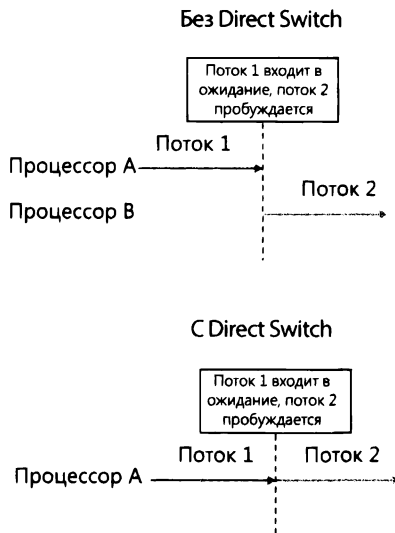 Без Direct Switch
Поток 1 входит в
ожидание, поток 2
пробуждается
Поток 1
Процессор A
Поток 2
Процессор B
С Direct Switch
Поток 1 входит в
ожидание, поток 2
пробуждается
Поток 1 Поток 2
Процессор A